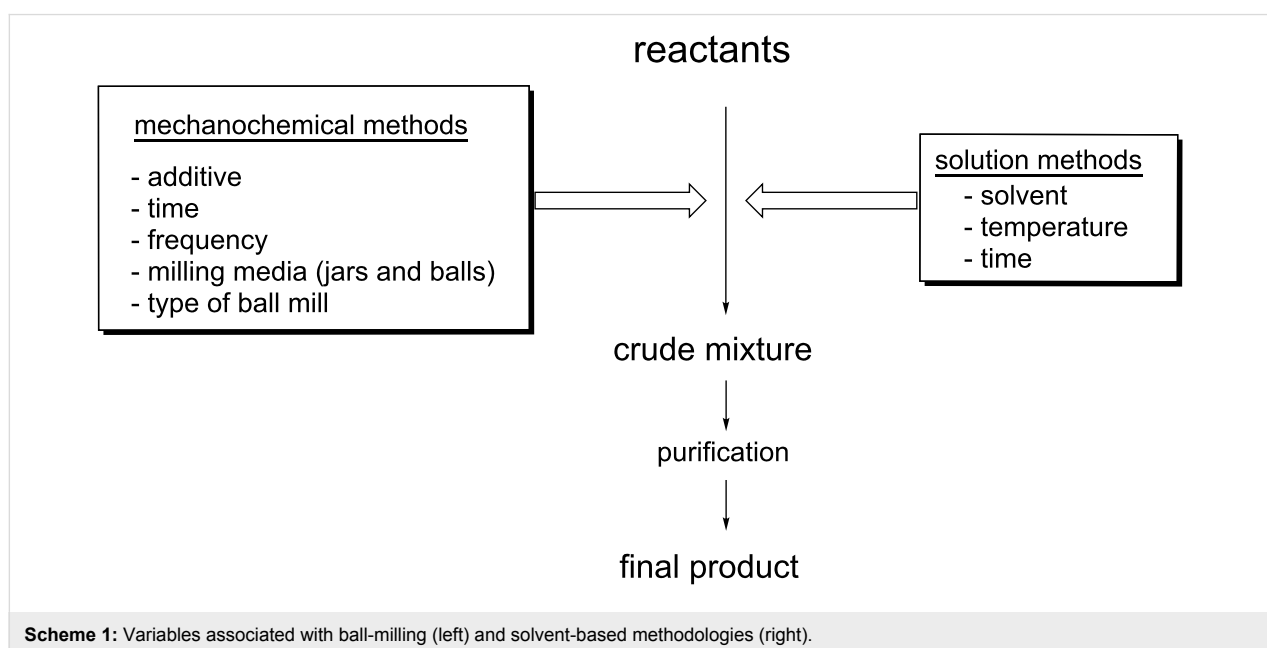 reactants
mechanochemical methods
- additive
- time
- frequency
- milling media (jars and balls)
- type of ball mill
solution methods
- solvent
- temperature
- time
crude mixture
purification
final product
Scheme 1: Variables associated with ball-milling (left) and solvent-based methodologies (right).